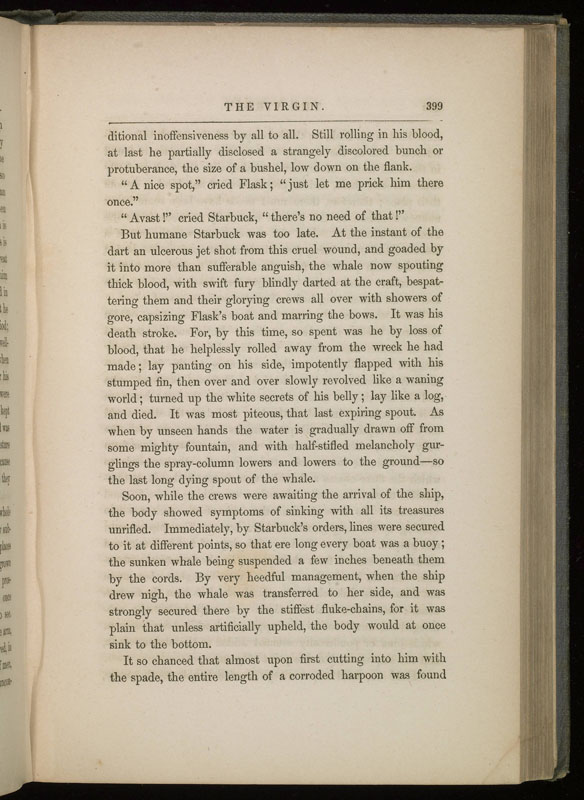 THE VIRGIN. 399
ditional inoffensiveness by all to all. Still rolling in his blood,
at last he partially disclosed a strangely discolored bunch or
protuberance, the size of a bushel, low down on the flank.
“A nice spot,” cried Flask; “just let me prick him there
once.”
“Avast!” cried Starbuck, “there's no need of that!”
But humane Starbuck was too late. At the instant of the
dart an ulcerous jet shot from this cruel wound, and goaded by
it into more than sufferable anguish, the whale now spouting
thick blood, with swift fury blindly darted at the craft, bespat-
tering them and their glorying crews all over with showers of
gore, capsizing Flask's boat and marring the bows. It was his
death stroke. For, by this time, so spent was he by loss of
blood, that he helplessly rolled away from the wreck he had
made; lay panting on his side, impotently flapped with his
stumped fin, then over and over slowly revolved like a waning
world; turned up the white secrets of his belly; lay like a log,
and died. It was most piteous, that last expiring spout. As
when by unseen hands the water is gradually drawn off from
some mighty fountain, and with half-stifled melancholy gur-
glings the spray-column lowers and lowers to the ground—so
the last long dying spout of the whale.
Soon, while the crews were awaiting the arrival of the ship,
the body showed symptoms of sinking with all its treasures
unrifled. Immediately, by Starbuck's orders, lines were secured
to it at different points, so that ere long every boat was a buoy;
the sunken whale being suspended a few inches beneath them
by the cords. By very heedful management, when the ship
drew nigh, the whale was transferred to her side, and was
strongly secured there by the stiffest fluke-chains, for it was
plain that unless artificially upheld, the body would at once
sink to the bottom.
It so chanced that almost upon first cutting into him with
the spade, the entire length of a corroded harpoon was found